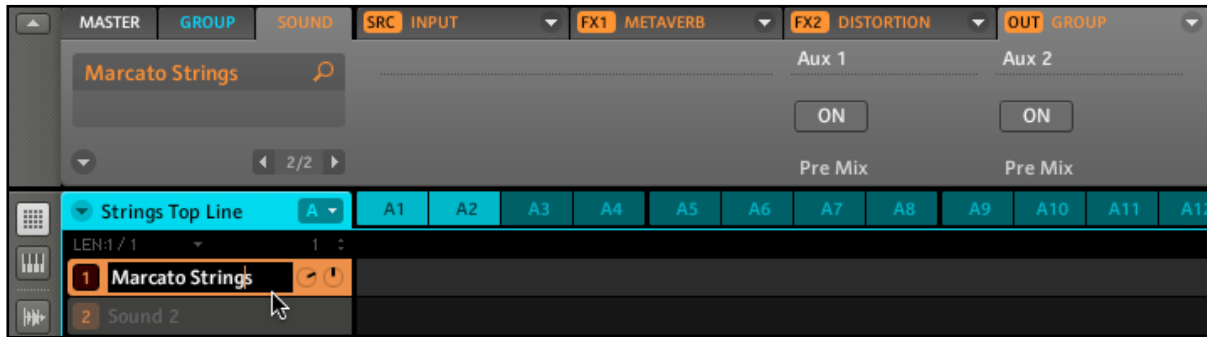 MASTER GROUP SOUND SRC INPUT FX1 METAVERB FX2 DISTORTION OUT GROUP
Marcato Strings Aux 1 Aux 2
ON ON
2/2 Pre Mix Pre Mix
Strings Top Line A A1 A2 A3 A4 A5 A6 A7 A8 A9 A10 A11 A12
LEN:1 / 1 1
1 Marcato Strings
2 Sound 2